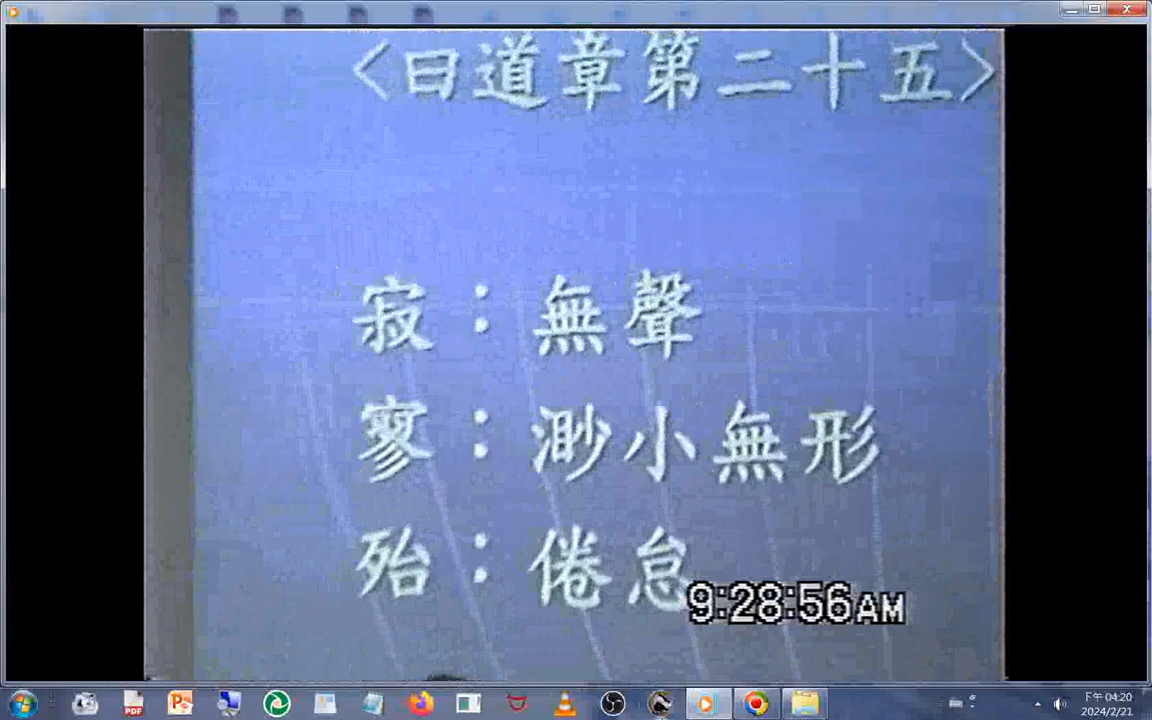 〈曰道章第二十五〉
寂：無聲
寥：渺小無形
殆：倦怠
9:28:56AM
PDF
下午 04:20
2024/2/21